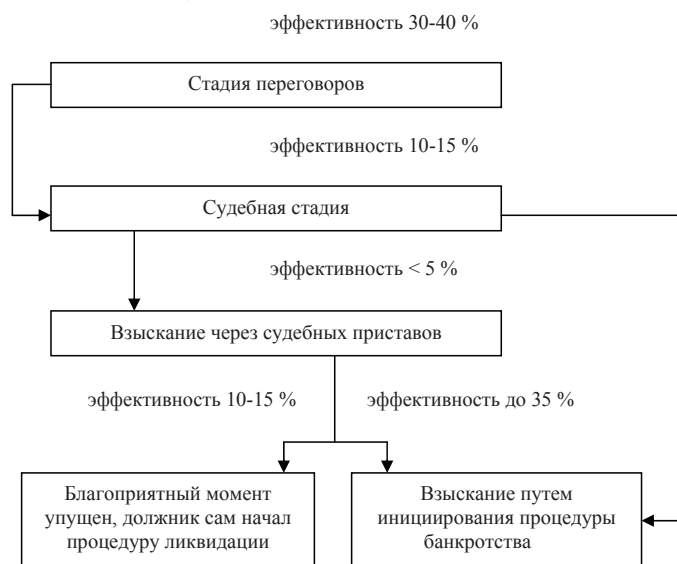 эффективность 30-40 %
Стадия переговоров
эффективность 10-15 %
Судебная стадия
эффективность < 5 %
Взыскание через судебных приставов
эффективность 10-15 %
эффективность до 35 %
Благоприятный момент
упущен, должник сам начал
процедуру ликвидации
Взыскание путем
инициирования процедуры
банкротства